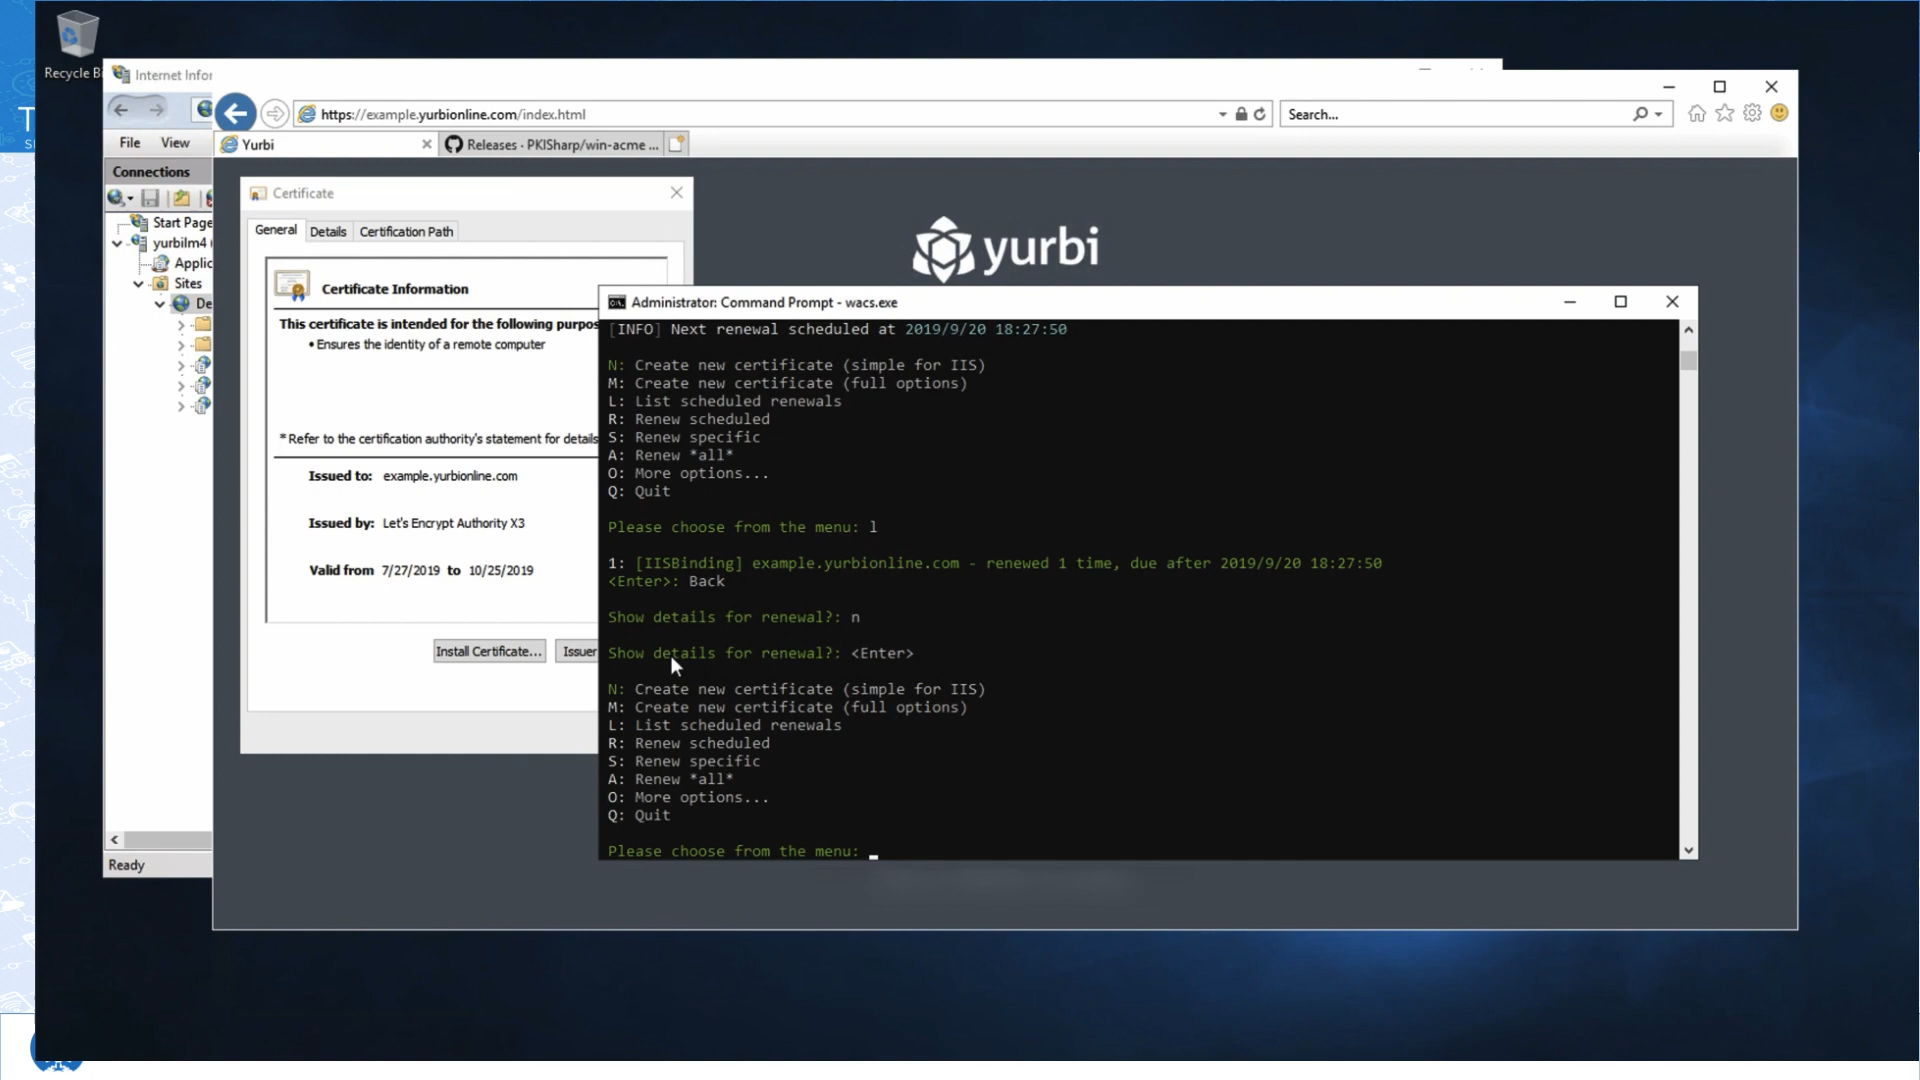 Recycle
Internet Infor
https://example.yurbionline.com/index.html
Search...
File View
Yurbi
Releases · PKISharp/win-acme ...
Connections
Start Page
yurbilm4
Applic
Sites
De
Ready
Certificate
General Details Certification Path
Certificate Information
This certificate is intended for the following purpos
• Ensures the identity of a remote computer
* Refer to the certification authority's statement for details
Issued to: example.yurbionline.com
Issued by: Let's Encrypt Authority X3
Valid from 7/27/2019 to 10/25/2019
Install Certificate... Issuer
yurbi
Administrator: Command Prompt - wacs.exe
[INFO] Next renewal scheduled at 2019/9/20 18:27:50
N: Create new certificate (simple for IIS)
M: Create new certificate (full options)
L: List scheduled renewals
R: Renew scheduled
S: Renew specific
A: Renew *all*
O: More options...
Q: Quit
Please choose from the menu: l
1: [IISBinding] example.yurbionline.com - renewed 1 time, due after 2019/9/20 18:27:50
<Enter>: Back
Show details for renewal?: n
Show details for renewal?: <Enter>
N: Create new certificate (simple for IIS)
M: Create new certificate (full options)
L: List scheduled renewals
R: Renew scheduled
S: Renew specific
A: Renew *all*
O: More options...
Q: Quit
Please choose from the menu: